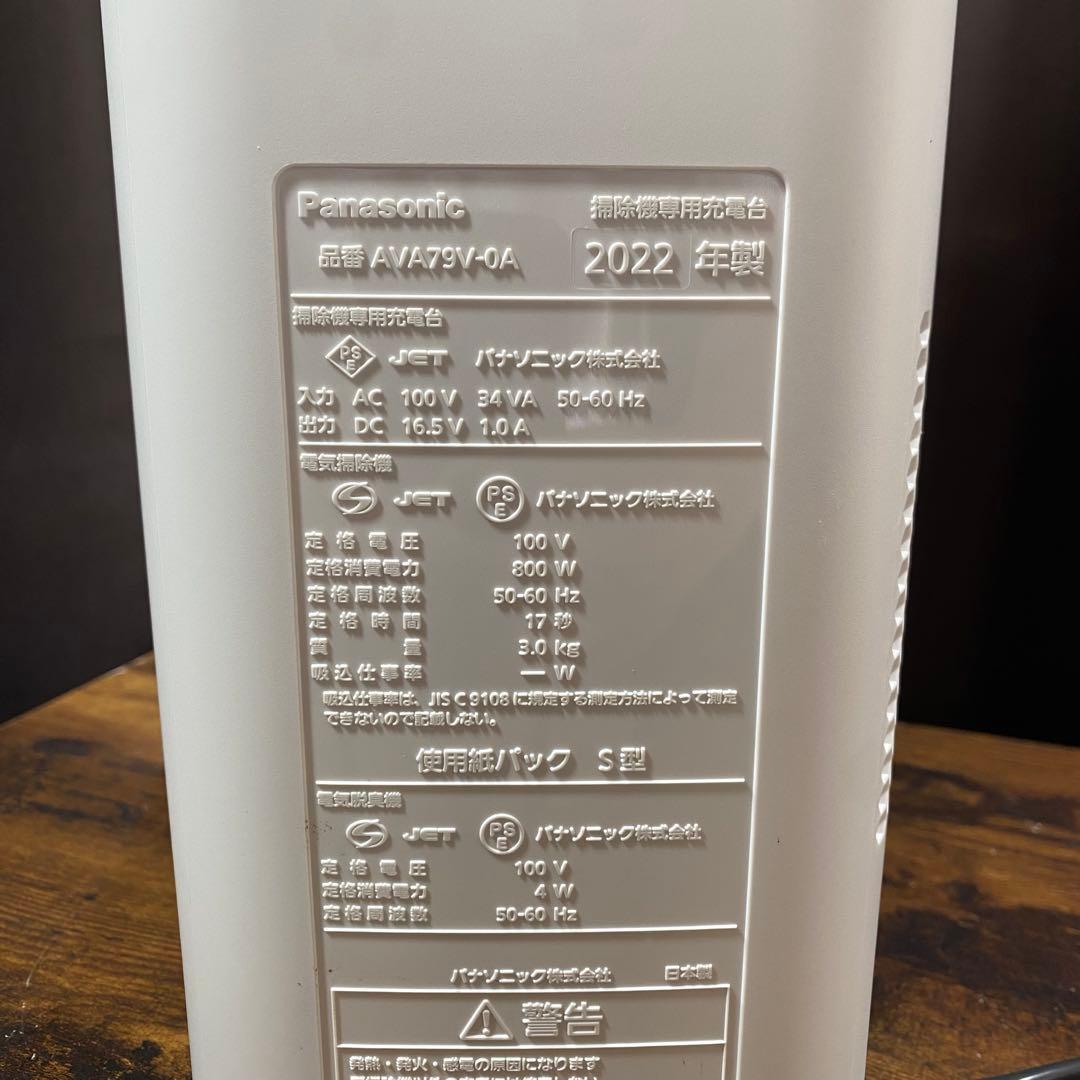 Panasonic 掃除機専用充電台
品番 AVA79V-0A 2022 年製
掃除機専用充電台
PSE JET パナソニック株式会社
入力 AC 100 V 34 VA 50-60 Hz
出力 DC 16.5 V 1.0 A
電気掃除機
S JET PSE パナソニック株式会社
定格電圧 100 V
定格消費電力 800 W
定格周波数 50-60 Hz
定格時間 17 秒
質量 3.0 kg
吸込仕事率 — W
吸込仕事率は、JIS C 9108 に規定する測定方法によって測定
できないので記載しない。
使用紙パック S 型
電気脱臭機
S JET PSE パナソニック株式会社
定格電圧 100 V
定格消費電力 4 W
定格周波数 50-60 Hz
パナソニック株式会社 日本製
警告
発熱・発火・感電の原因になります